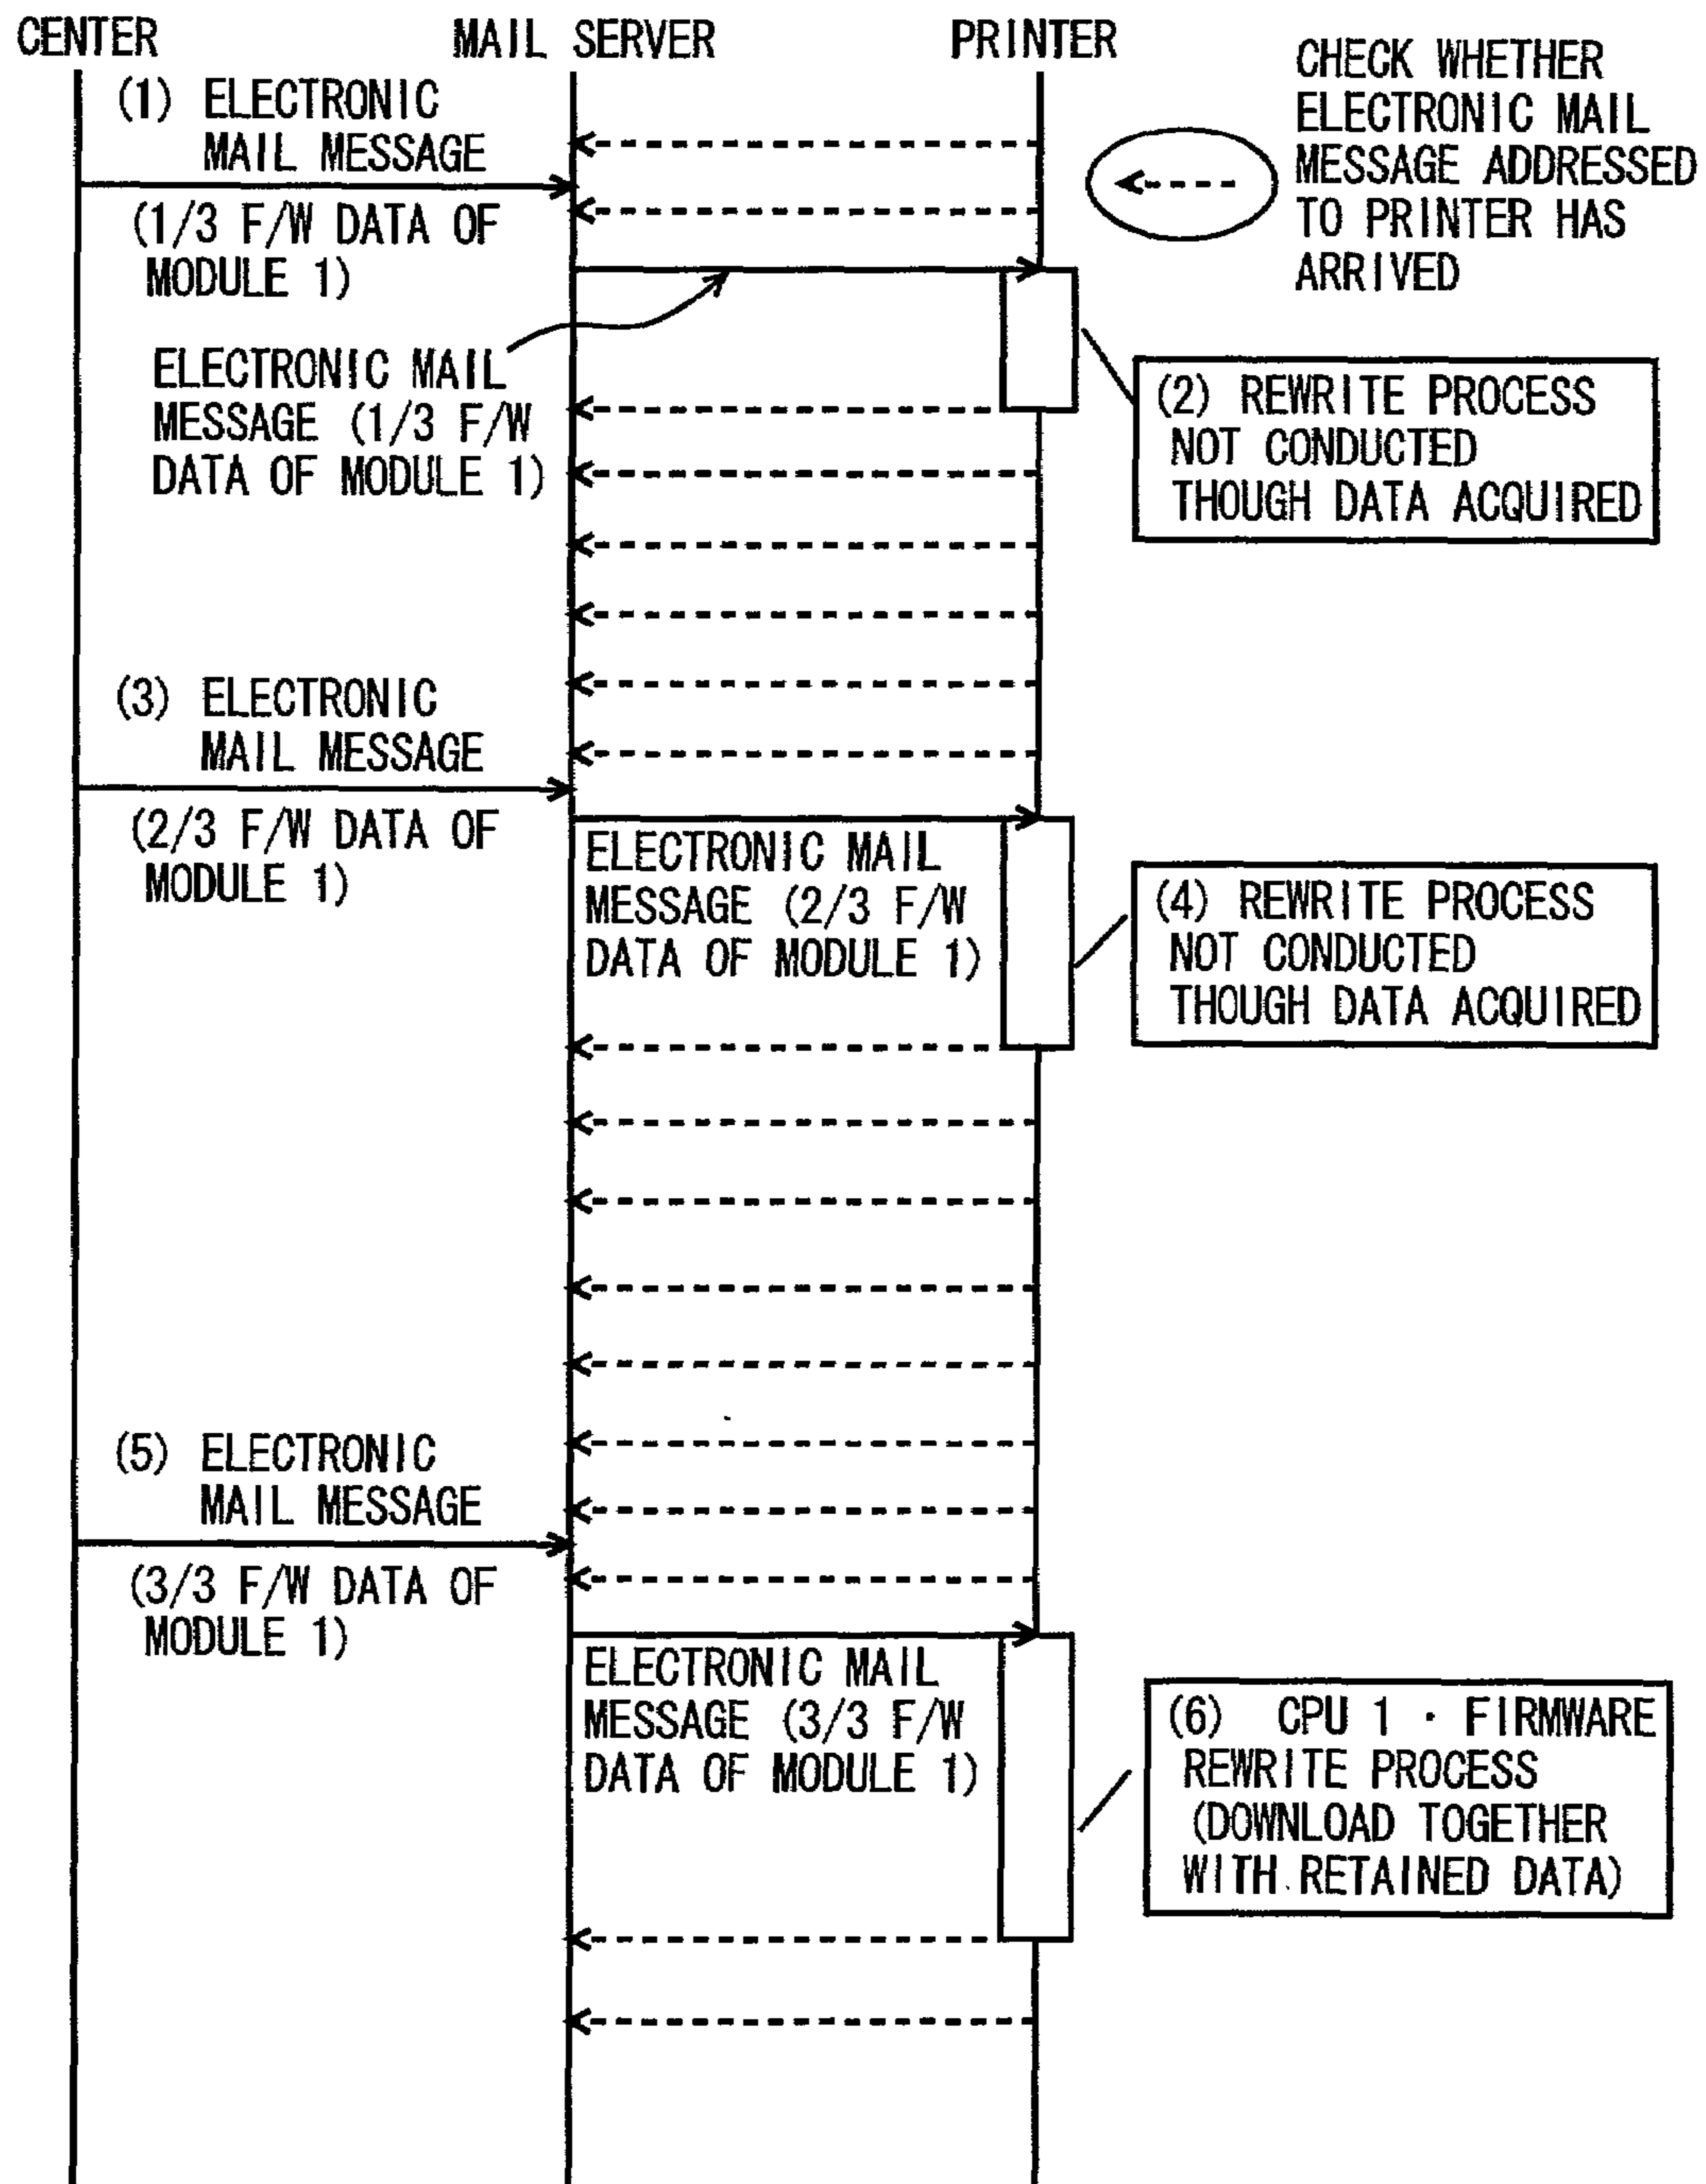 CENTER
MAIL SERVER
PRINTER
CHECK WHETHER
ELECTRONIC MAIL
MESSAGE ADDRESSED
TO PRINTER HAS
ARRIVED
(1) ELECTRONIC
MAIL MESSAGE
(1/3 F/W DATA OF
MODULE 1)
ELECTRONIC MAIL
MESSAGE (1/3 F/W
DATA OF MODULE 1)
(2) REWRITE PROCESS
NOT CONDUCTED
THOUGH DATA ACQUIRED
(3) ELECTRONIC
MAIL MESSAGE
(2/3 F/W DATA OF
MODULE 1)
ELECTRONIC MAIL
MESSAGE (2/3 F/W
DATA OF MODULE 1)
(4) REWRITE PROCESS
NOT CONDUCTED
THOUGH DATA ACQUIRED
(5) ELECTRONIC
MAIL MESSAGE
(3/3 F/W DATA OF
MODULE 1)
ELECTRONIC MAIL
MESSAGE (3/3 F/W
DATA OF MODULE 1)
(6) CPU 1 · FIRMWARE
REWRITE PROCESS
(DOWNLOAD TOGETHER
WITH RETAINED DATA)